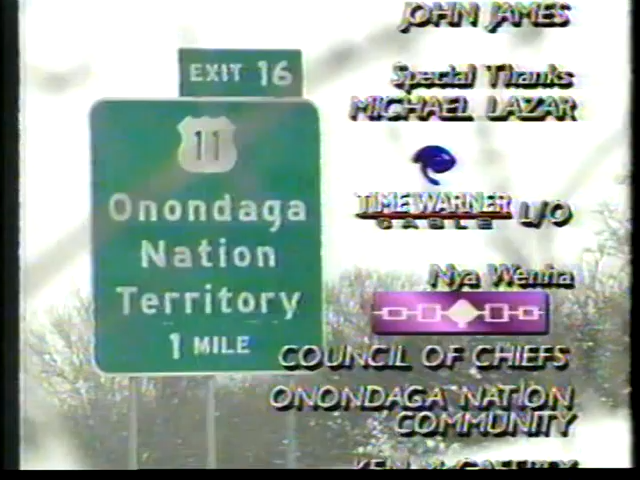 EXIT 16
11
Onondaga
Nation
Territory
1 MILE
JOHN JAMES
Special Thanks
MICHAEL LAZAR
TIME WARNER
CABLE
L/O
Nya Wenha
COUNCIL OF CHIEFS
ONONDAGA NATION
COMMUNITY